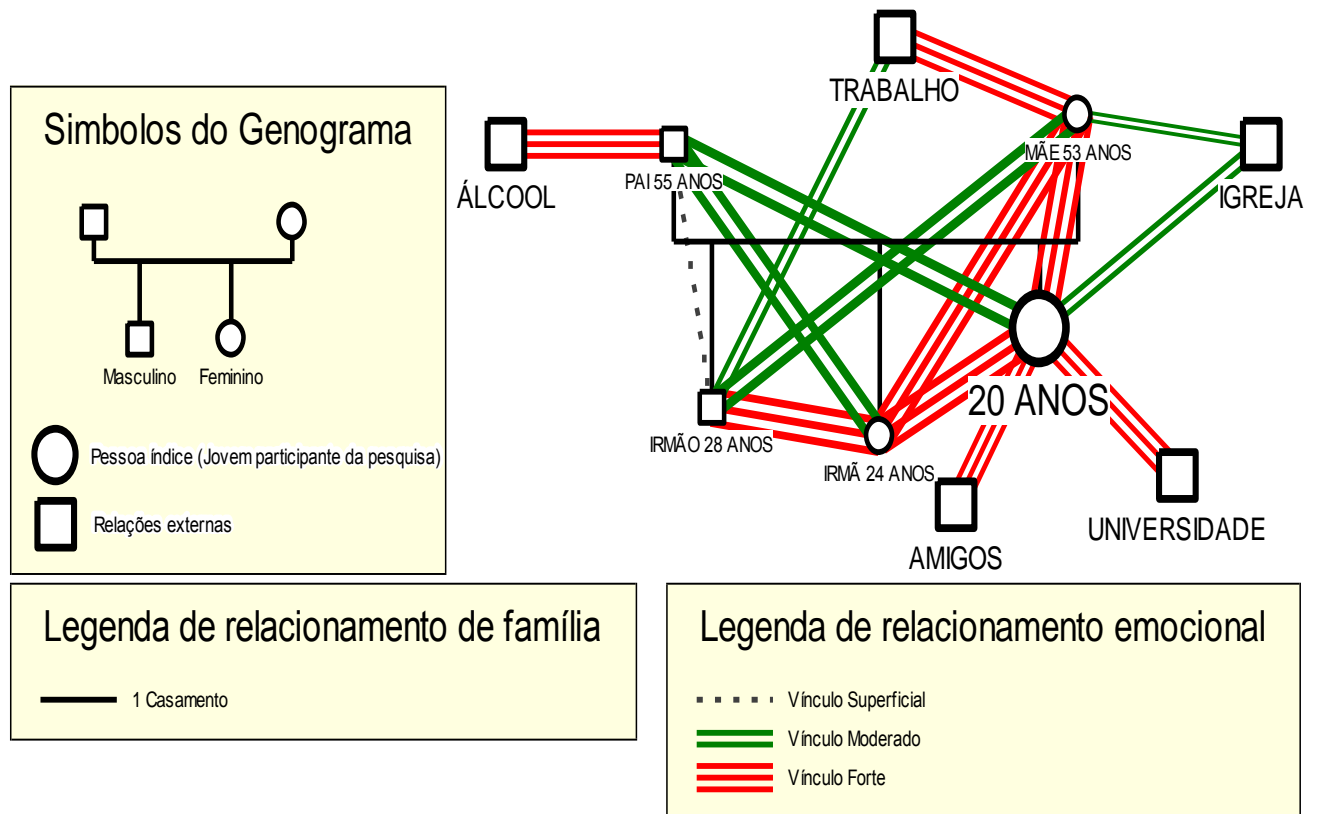 Simbolos do Genograma
Masculino
Feminino
Pessoa índice (Jovem participante da pesquisa)
Relações externas
TRABALHO
ÁLCOOL
PAI 55 ANOS
MÃE 53 ANOS
IGREJA
20 ANOS
IRMÃO 28 ANOS
IRMÃ 24 ANOS
AMIGOS
UNIVERSIDADE
Legenda de relacionamento de família
1 Casamento
Legenda de relacionamento emocional
Vínculo Superficial
Vínculo Moderado
Vínculo Forte